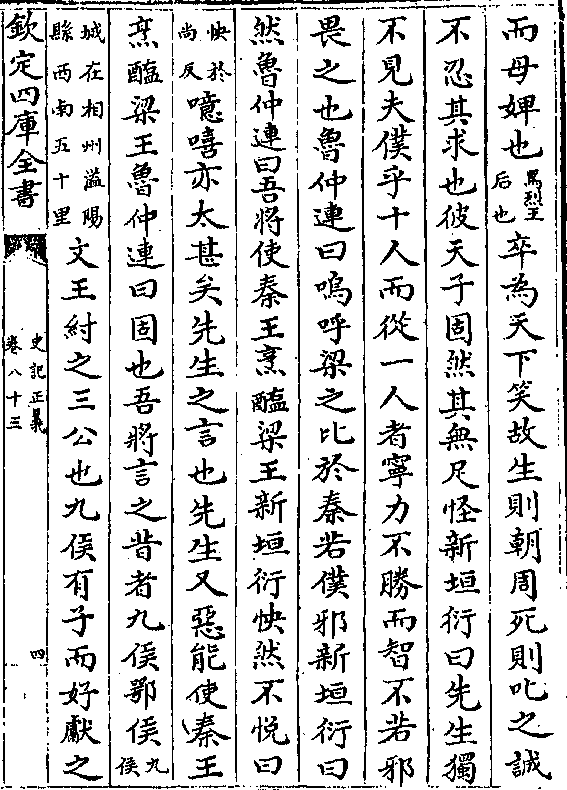 而母婢也爲烈王后也卒為天下笑故生則朝周死則叱之誠
不忍其求也彼天子固然其無足怪新垣衍曰先生獨
不見夫僕乎十人而從一人者寧力不勝而智不若邪
畏之也魯仲連曰嗚呼梁之比於秦若僕邪新垣衍曰
然魯仲連曰吾將使秦王烹醢梁王新垣衍怏然不悅曰
怏於尚反噫嘻亦太甚矣先生之言也先生又惡能使秦王
烹醢梁王魯仲連曰固也吾將言之昔者九侯鄂侯九侯
城在相州滏陽縣西南五十里文王紂之三公也九侯有子而好獻之
欽定四庫全書
史記正義
卷八十三
四